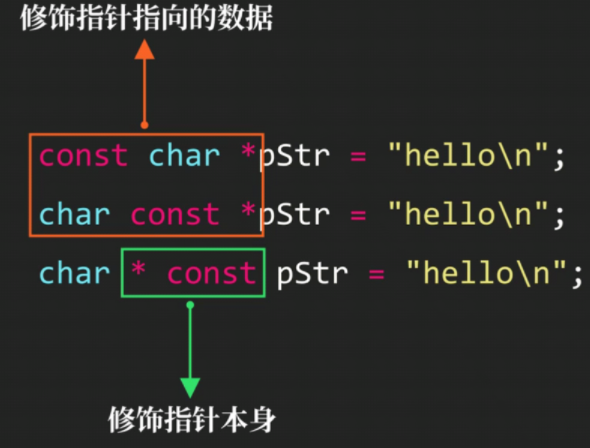 修饰指针指向的数据
const char *pStr = "hello\n";
char const *pStr = "hello\n";
char * const pStr = "hello\n";
修饰指针本身